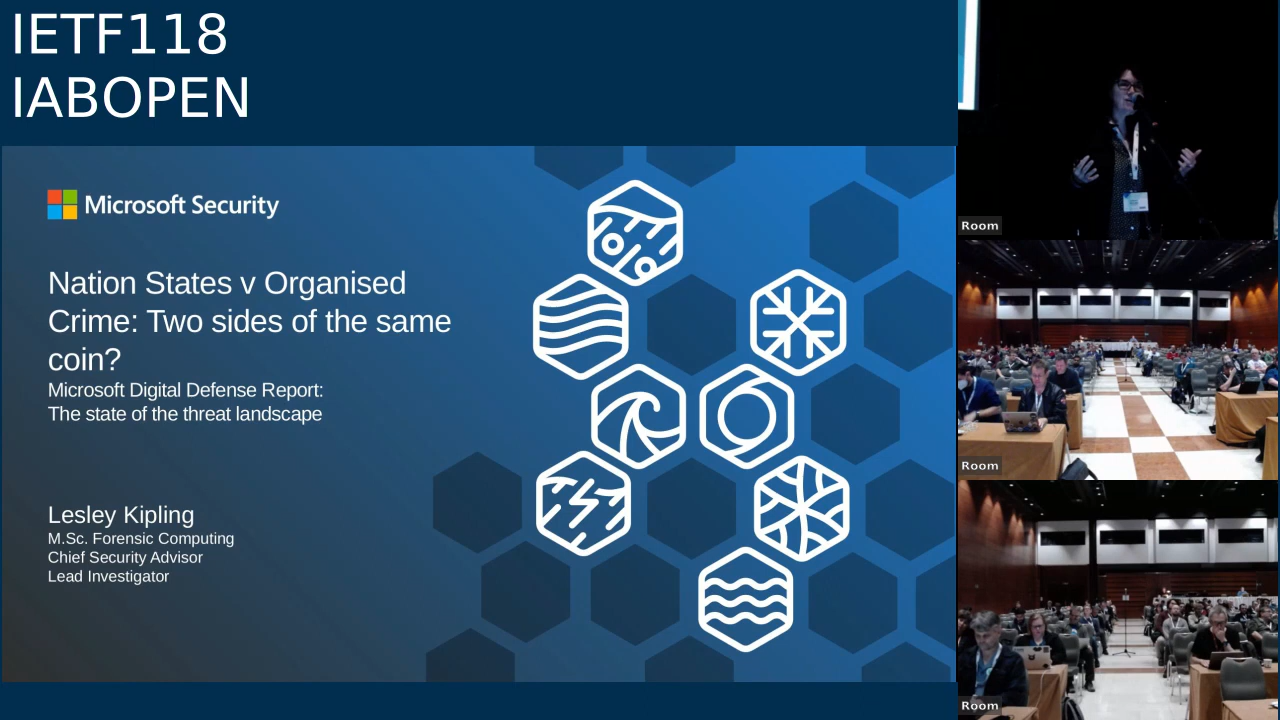 IETF118
IABOPEN
Microsoft Security
Nation States v Organised
Crime: Two sides of the same
coin?
Microsoft Digital Defense Report:
The state of the threat landscape
Lesley Kipling
M.Sc. Forensic Computing
Chief Security Advisor
Lead Investigator
Room
Room
Room